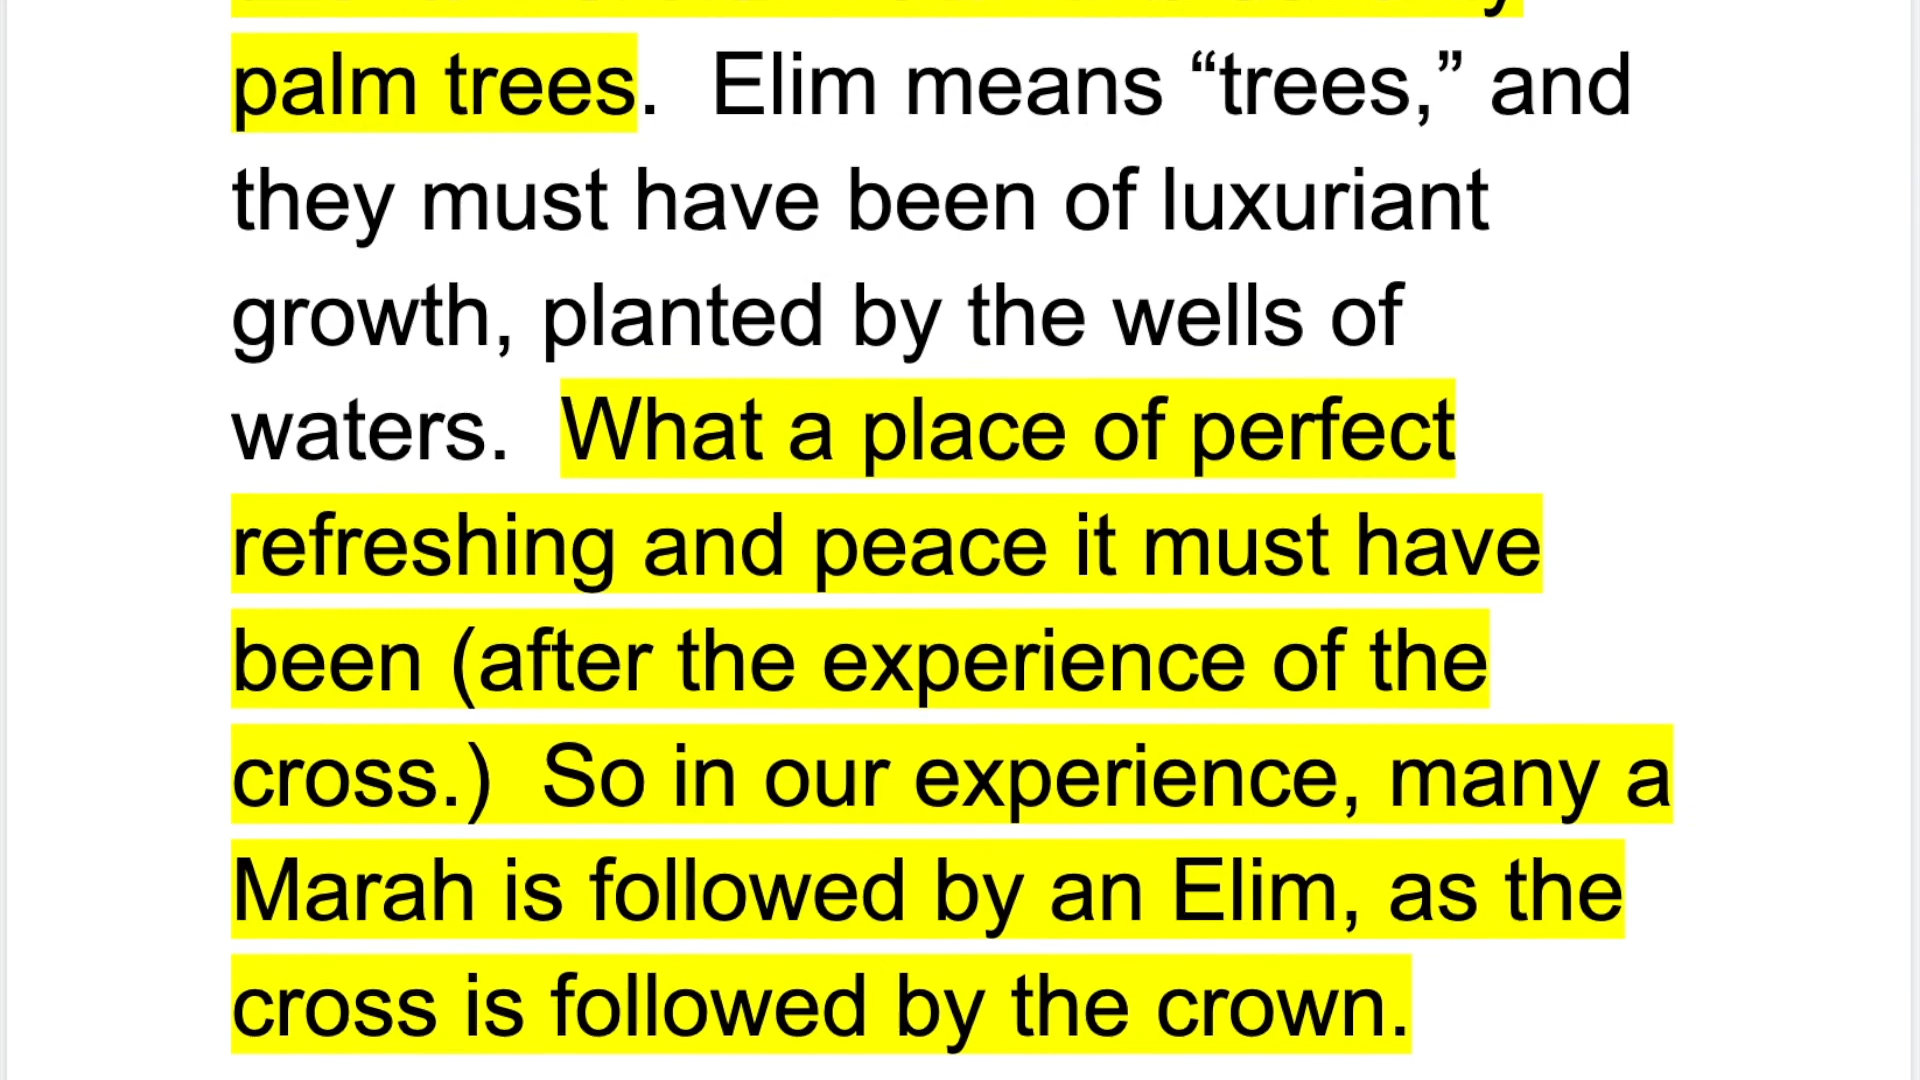 palm trees.  Elim means “trees,” and
they must have been of luxuriant
growth, planted by the wells of
waters.  What a place of perfect
refreshing and peace it must have
been (after the experience of the
cross.)  So in our experience, many a
Marah is followed by an Elim, as the
cross is followed by the crown.